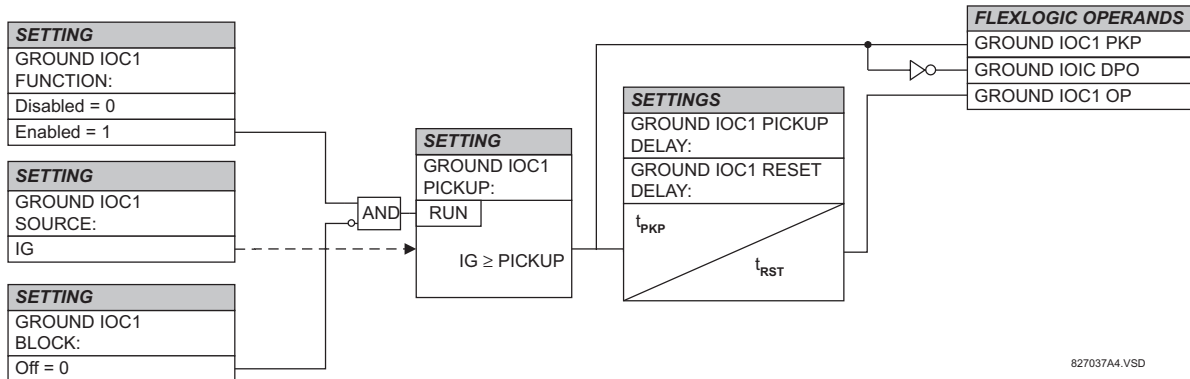 SETTING
GROUND IOC1
FUNCTION:
Disabled = 0
Enabled = 1
SETTING
GROUND IOC1
SOURCE:
IG
SETTING
GROUND IOC1
BLOCK:
Off = 0
AND
SETTING
GROUND IOC1
PICKUP:
RUN
IG ≥ PICKUP
SETTINGS
GROUND IOC1 PICKUP
DELAY:
GROUND IOC1 RESET
DELAY:
tPKP
tRST
FLEXLOGIC OPERANDS
GROUND IOC1 PKP
GROUND IOIC DPO
GROUND IOC1 OP
827037A4.VSD